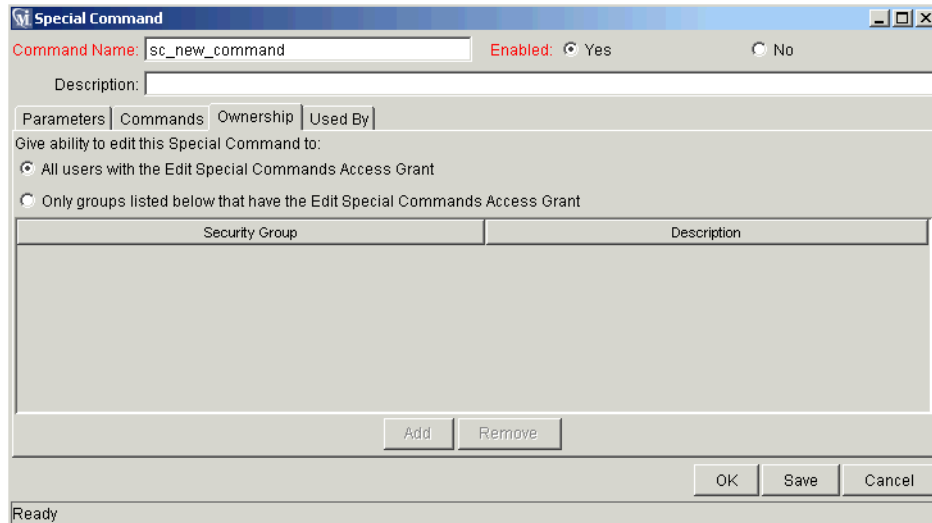 Special Command
Command Name: sc_new_command Enabled: Yes No
Description:
Parameters Commands Ownership Used By
Give ability to edit this Special Command to:
All users with the Edit Special Commands Access Grant
Only groups listed below that have the Edit Special Commands Access Grant
Security Group Description
Add Remove
OK Save Cancel
Ready